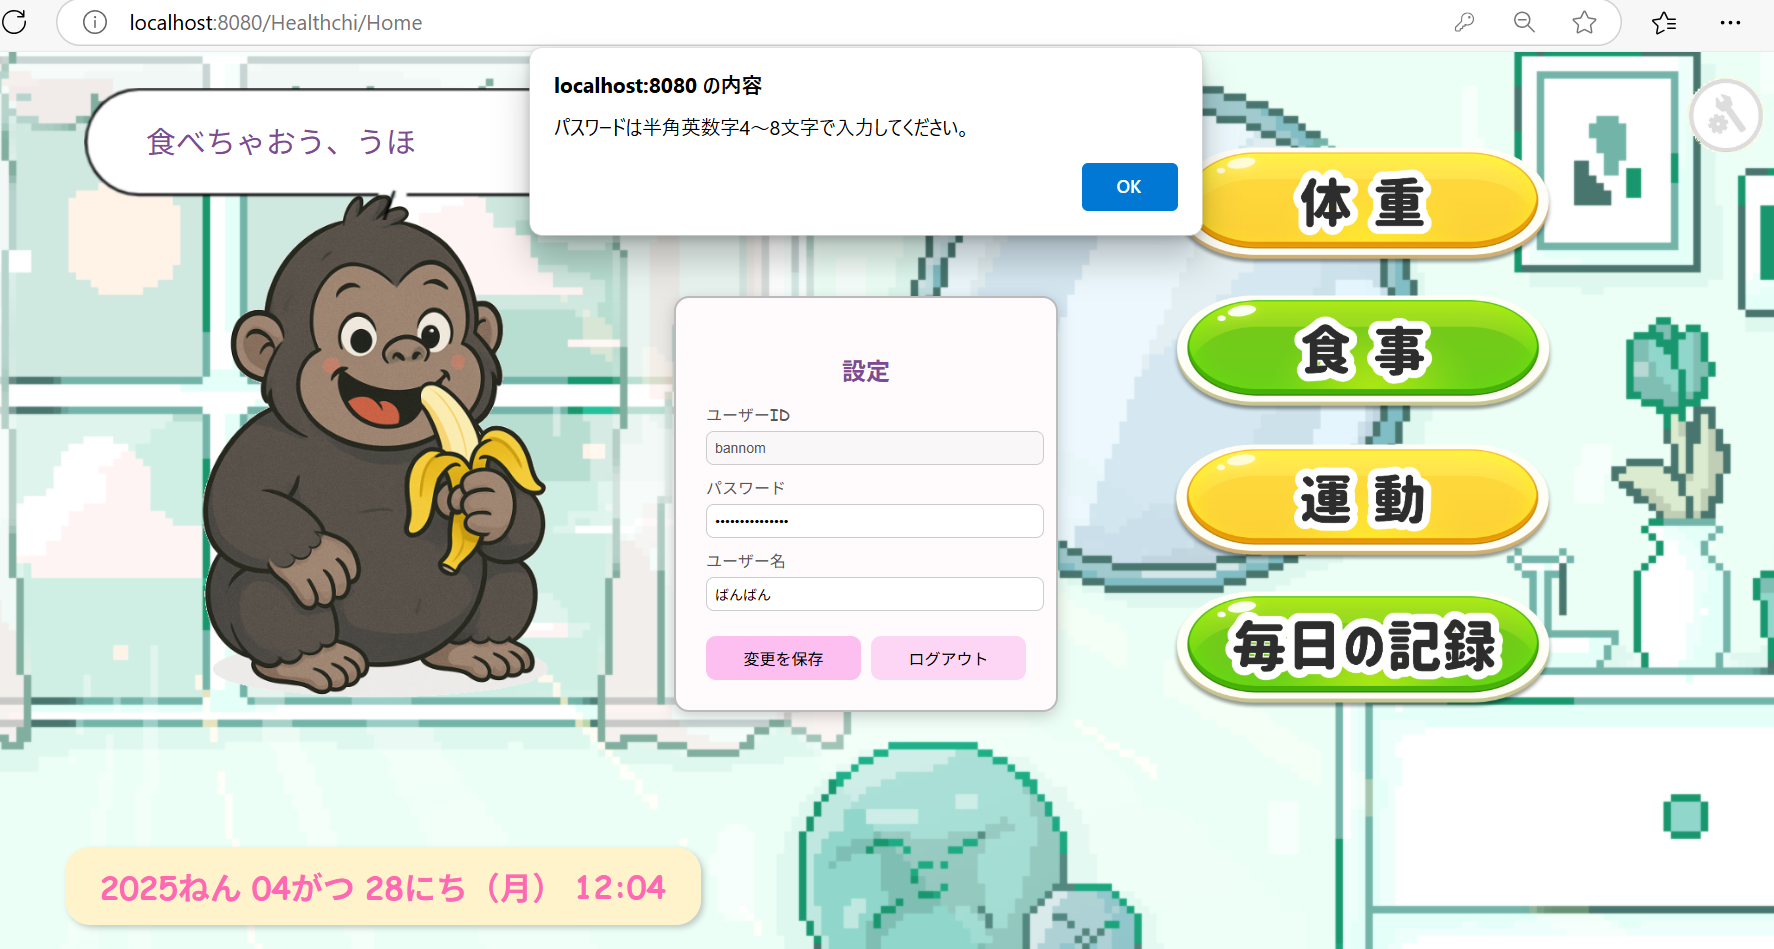 localhost:8080/Healthchi/Home
localhost:8080 の内容
パスワードは半角英数字4～8文字で入力してください。
OK
食べちゃおう、うほ
体重
食事
運動
毎日の記録
設定
ユーザーID
bannom
パスワード
•••••••••••••••
ユーザー名
ばんばん
変更を保存
ログアウト
2025ねん 04がつ 28にち（月） 12:04